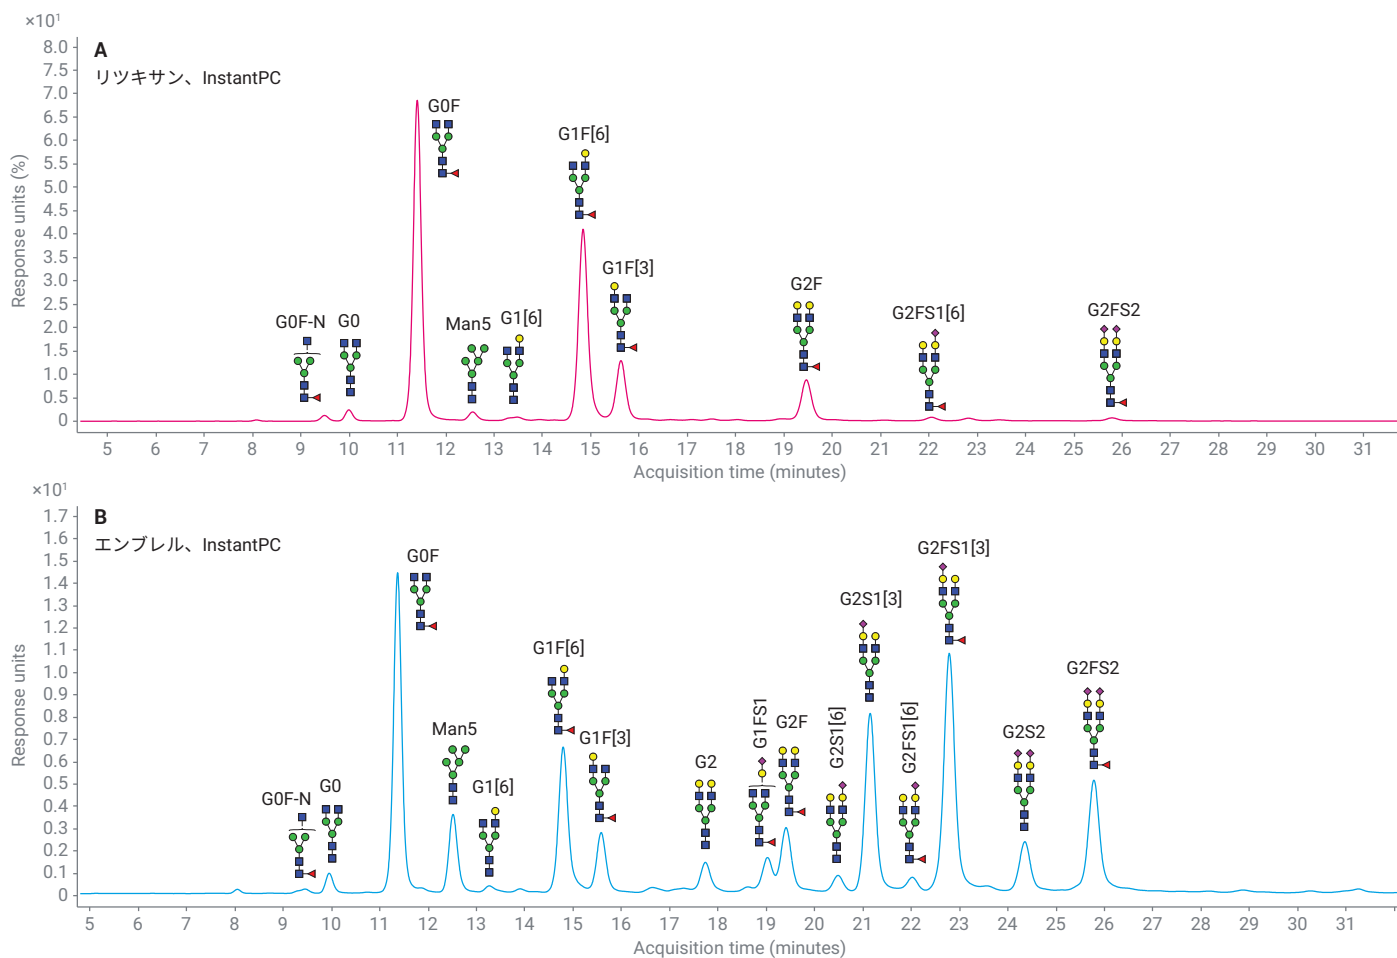 ×10¹
A
リツキサン、InstantPC
8.0
7.5
7.0
6.5
6.0
5.5
5.0
4.5
4.0
3.5
3.0
2.5
2.0
1.5
1.0
0.5
0
Response units (%)
G0F-N
G0
G0F
Man5
G1[6]
G1F[6]
G1F[3]
G2F
G2FS1[6]
G2FS2
5 6 7 8 9 10 11 12 13 14 15 16 17 18 19 20 21 22 23 24 25 26 27 28 29 30 31
Acquisition time (minutes)
×10¹
B
エンブレル、InstantPC
1.7
1.6
1.5
1.4
1.3
1.2
1.1
1.0
0.9
0.8
0.7
0.6
0.5
0.4
0.3
0.2
0.1
0
Response units
G0F-N
G0
G0F
Man5
G1[6]
G1F[6]
G1F[3]
G2
G1FS1
G2F
G2S1[6]
G2S1[3]
G2FS1[6]
G2FS1[3]
G2S2
G2FS2
5 6 7 8 9 10 11 12 13 14 15 16 17 18 19 20 21 22 23 24 25 26 27 28 29 30 31
Acquisition time (minutes)